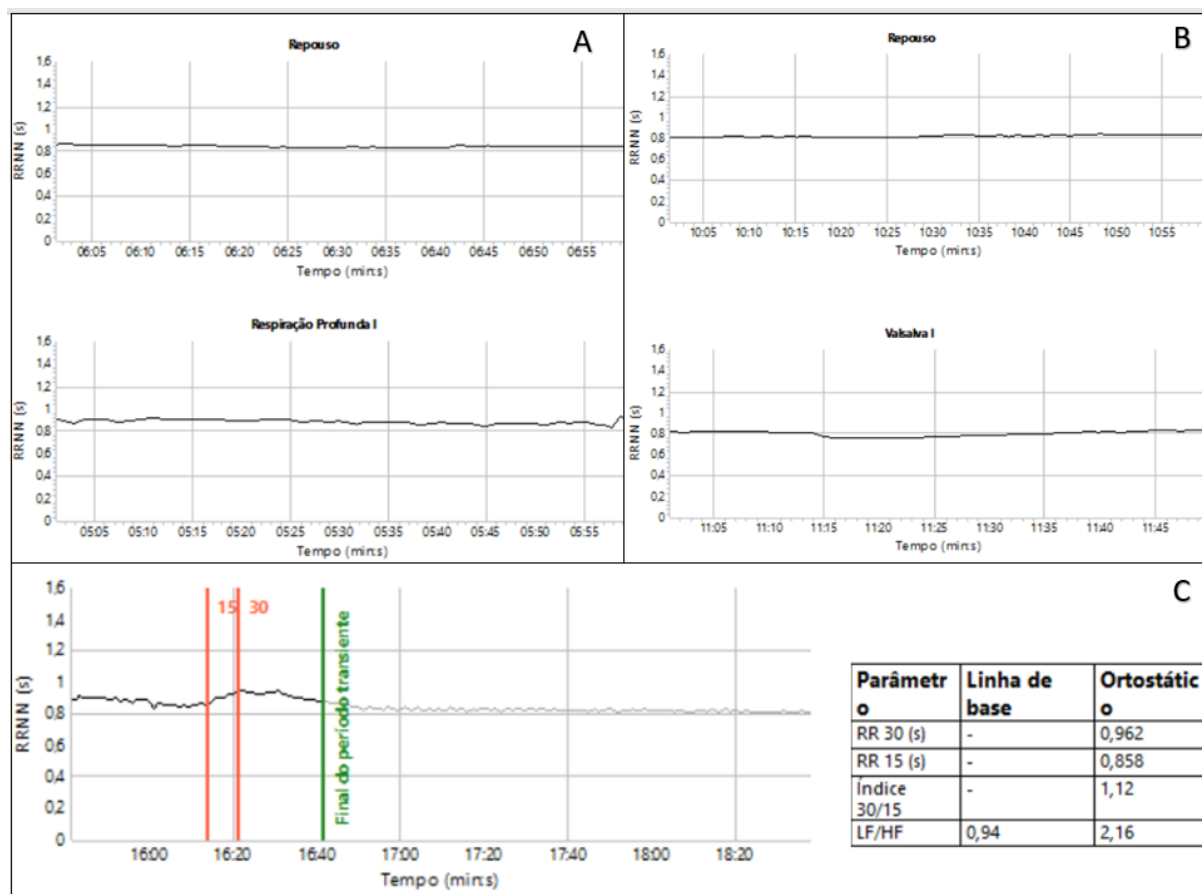 A
Repouso
1,6
1,4
1,2
1
0,8
0,6
0,4
0,2
0
RRNN (s)
06:05 06:10 06:15 06:20 06:25 06:30 06:35 06:40 06:45 06:50 06:55
Tempo (min:s)
Respiração Profunda I
1,6
1,4
1,2
1
0,8
0,6
0,4
0,2
0
RRNN (s)
05:05 05:10 05:15 05:20 05:25 05:30 05:35 05:40 05:45 05:50 05:55
Tempo (min:s)
B
Repouso
1,6
1,4
1,2
1
0,8
0,6
0,4
0,2
0
RRNN (s)
10:05 10:10 10:15 10:20 10:25 10:30 10:35 10:40 10:45 10:50 10:55
Tempo (min:s)
Valsalva I
1,6
1,4
1,2
1
0,8
0,6
0,4
0,2
0
RRNN (s)
11:05 11:10 11:15 11:20 11:25 11:30 11:35 11:40 11:45
Tempo (min:s)
C
1,6
1,4
1,2
1
0,8
0,6
0,4
0,2
0
RRNN (s)
15 30
Final do período transiente
16:00 16:20 16:40 17:00 17:20 17:40 18:00 18:20
Tempo (min:s)
Parâmetr
o
Linha de
base
Ortostátic
o
RR 30 (s) - 0,962
RR 15 (s) - 0,858
Índice
30/15
- 1,12
LF/HF 0,94 2,16